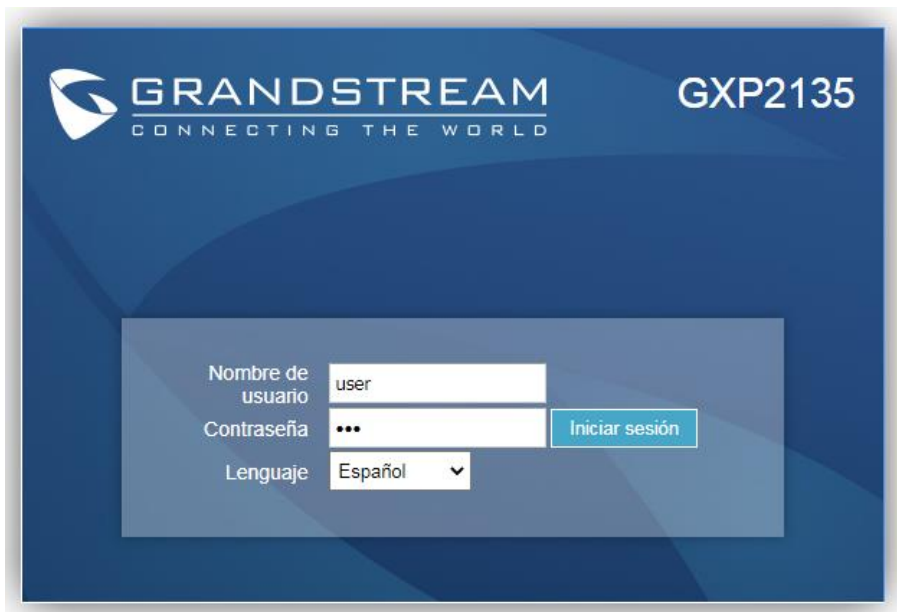 GRANDSTREAM
CONNECTING THE WORLD
GXP2135
Nombre de
usuario
user
Contraseña
•••
Iniciar sesión
Lenguaje
Español